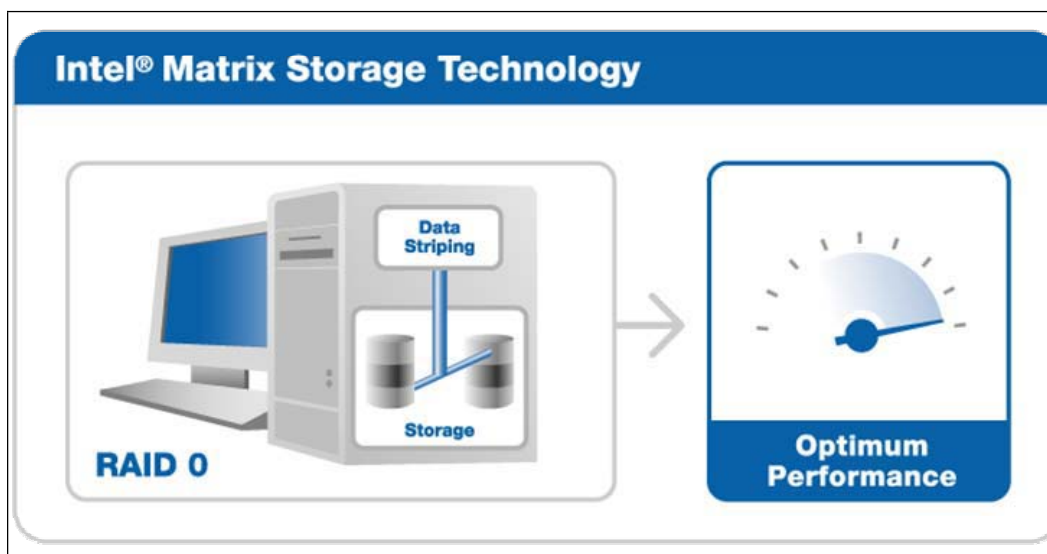 Intel® Matrix Storage Technology
Data
Striping
Storage
RAID 0
Optimum
Performance